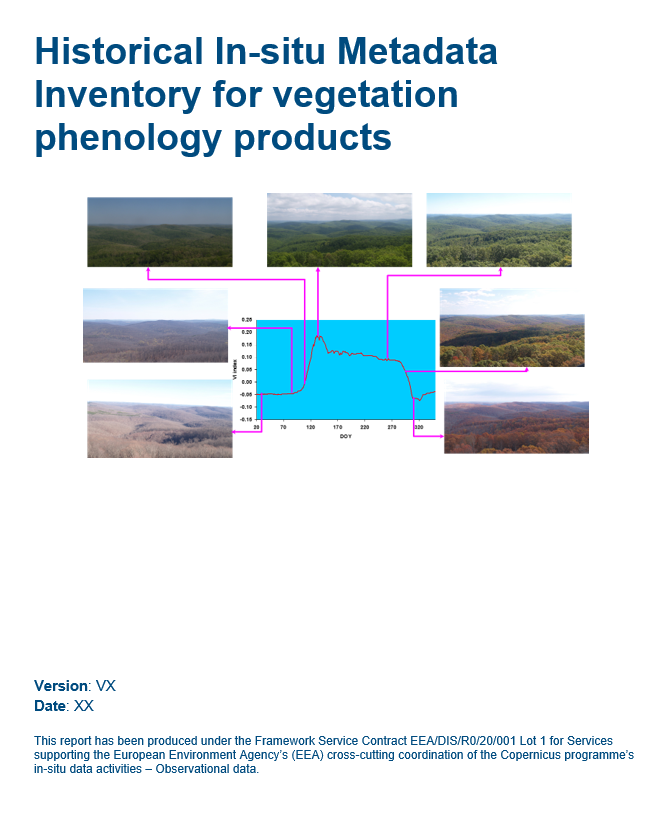 Historical In-situ Metadata
Inventory for vegetation
phenology products
0.25
0.20
0.15
0.10
0.05
0.00
-0.05
-0.10
-0.15
VI index
20 70 120 170 220 270 320
DOY
Version: VX
Date: XX
This report has been produced under the Framework Service Contract EEA/DIS/R0/20/001 Lot 1 for Services
supporting the European Environment Agency's (EEA) cross-cutting coordination of the Copernicus programme's
in-situ data activities – Observational data.